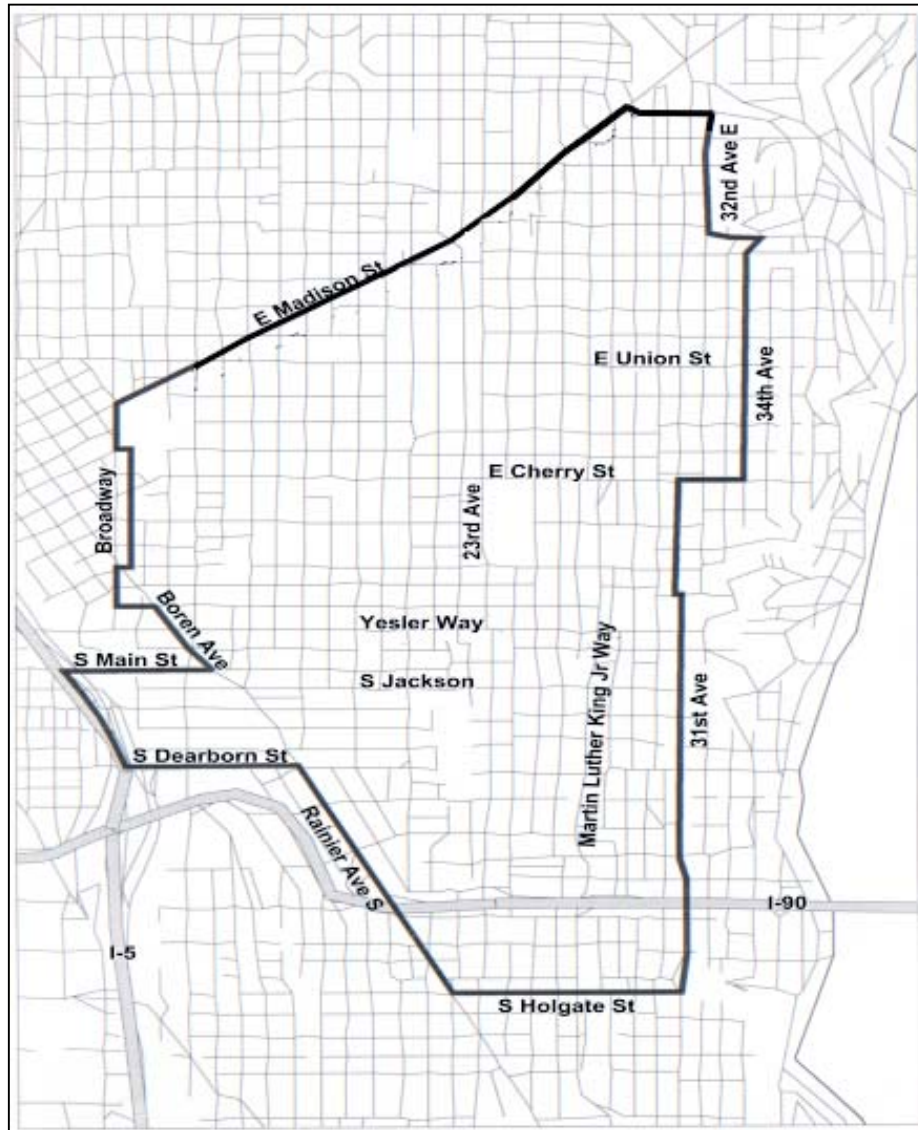 32nd Ave E
E Madison St
E Union St
34th Ave
E Cherry St
Broadway
23rd Ave
Boren Ave
Yesler Way
S Main St
S Jackson
Martin Luther King Jr Way
31st Ave
S Dearborn St
Rainier Ave S
I-90
I-5
S Holgate St